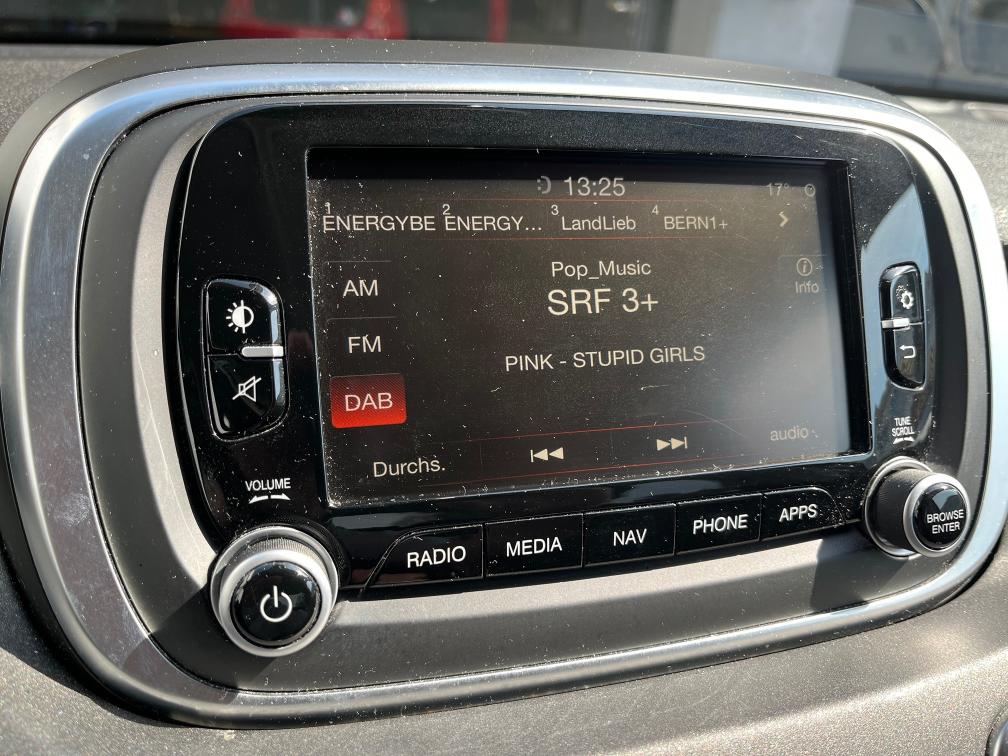 13:25 17°
1 ENERGYBE 2 ENERGY... 3 LandLieb 4 BERN1+
Pop_Music
Info
AM
SRF 3+
FM
PINK - STUPID GIRLS
DAB
Durchs.
audio
TUNE
SCROLL
VOLUME
RADIO MEDIA NAV PHONE APPS
BROWSE
ENTER